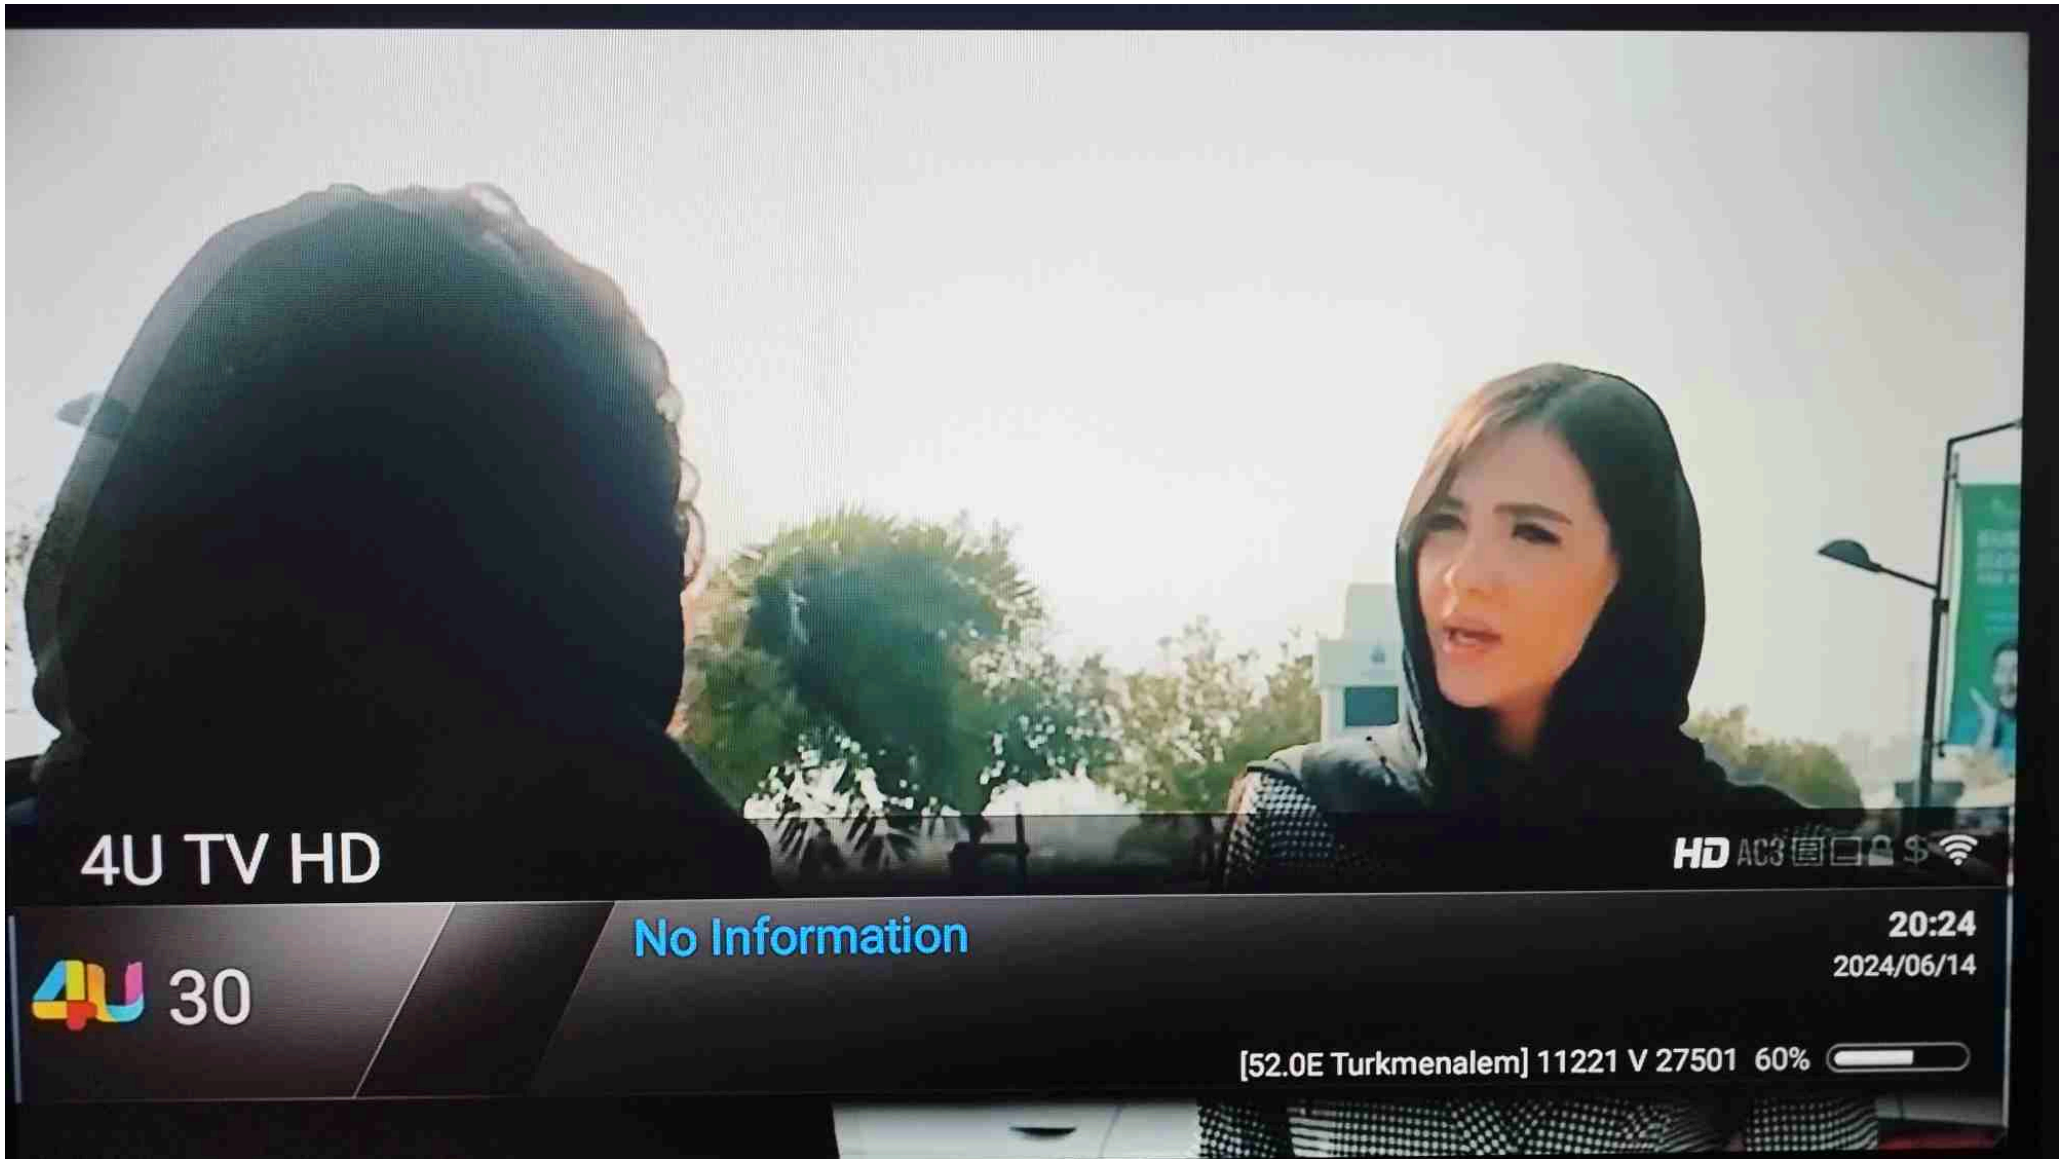 4U TV HD
HD AC3 $
4U 30
No Information
20:24
2024/06/14
[52.0E Turkmenalem] 11221 V 27501 60%